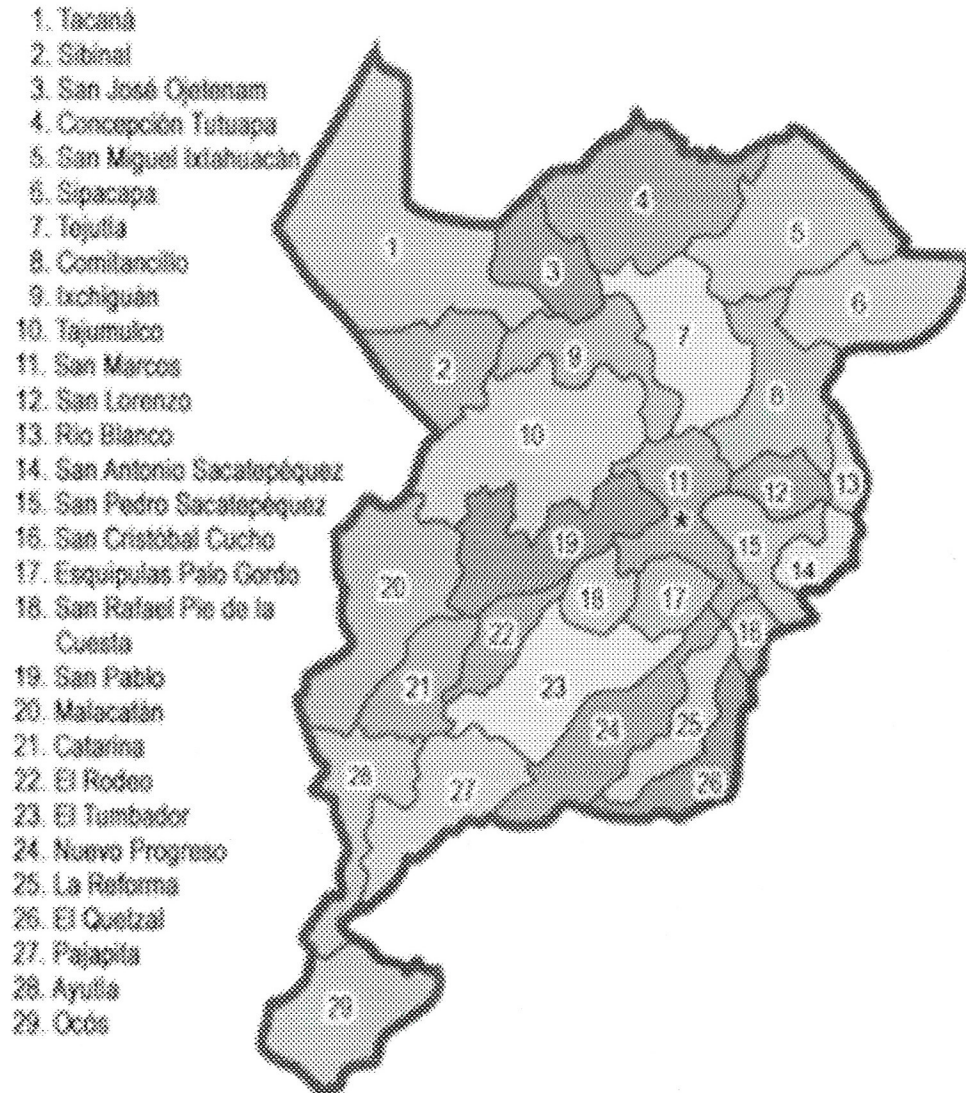 1. Tacaná
2. Sibinal
3. San José Ojetenam
4. Concepción Tutuapa
5. San Miguel Ixtahuacán
6. Sipacapa
7. Tejutla
8. Comitancillo
9. Ixchiguán
10. Tajumulco
11. San Marcos
12. San Lorenzo
13. Río Blanco
14. San Antonio Sacatepéquez
15. San Pedro Sacatepéquez
16. San Cristóbal Cucho
17. Esquipulas Palo Gordo
18. San Rafael Pie de la
Cuesta
19. San Pablo
20. Malacatán
21. Catarina
22. El Rodeo
23. El Tumbador
24. Nuevo Progreso
25. La Reforma
26. El Quetzal
27. Pajapita
28. Ayutla
29. Ocós
4
5
1
3
6
7
9
2
8
10
11
13
12
19
15
14
20
18
17
16
22
21
23
24
25
28
27
26
29